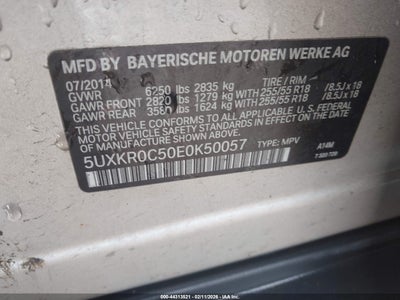 MFD BY BAYERISCHE MOTOREN WERKE AG
07/2014 TIRE / RIM
GVWR 6250 lbs 2835 kg
GAWR FRONT 2820 lbs 1279 kg WITH 255/55 R18 / 8.5J x 18
GAWR REAR 3580 lbs 1624 kg WITH 255/55 R18 / 8.5J x 18
THIS VEHICLE CONFORMS TO ALL APPLICABLE FEDERAL
MOTOR VEHICLE SAFETY STANDARDS IN EFFECT ON THE
DATE OF MANUFACTURE SHOWN ABOVE.
5UXKR0C50E0K50057 TYPE: MPV A14M
000-44313521 - 02/11/2026 - IAAI